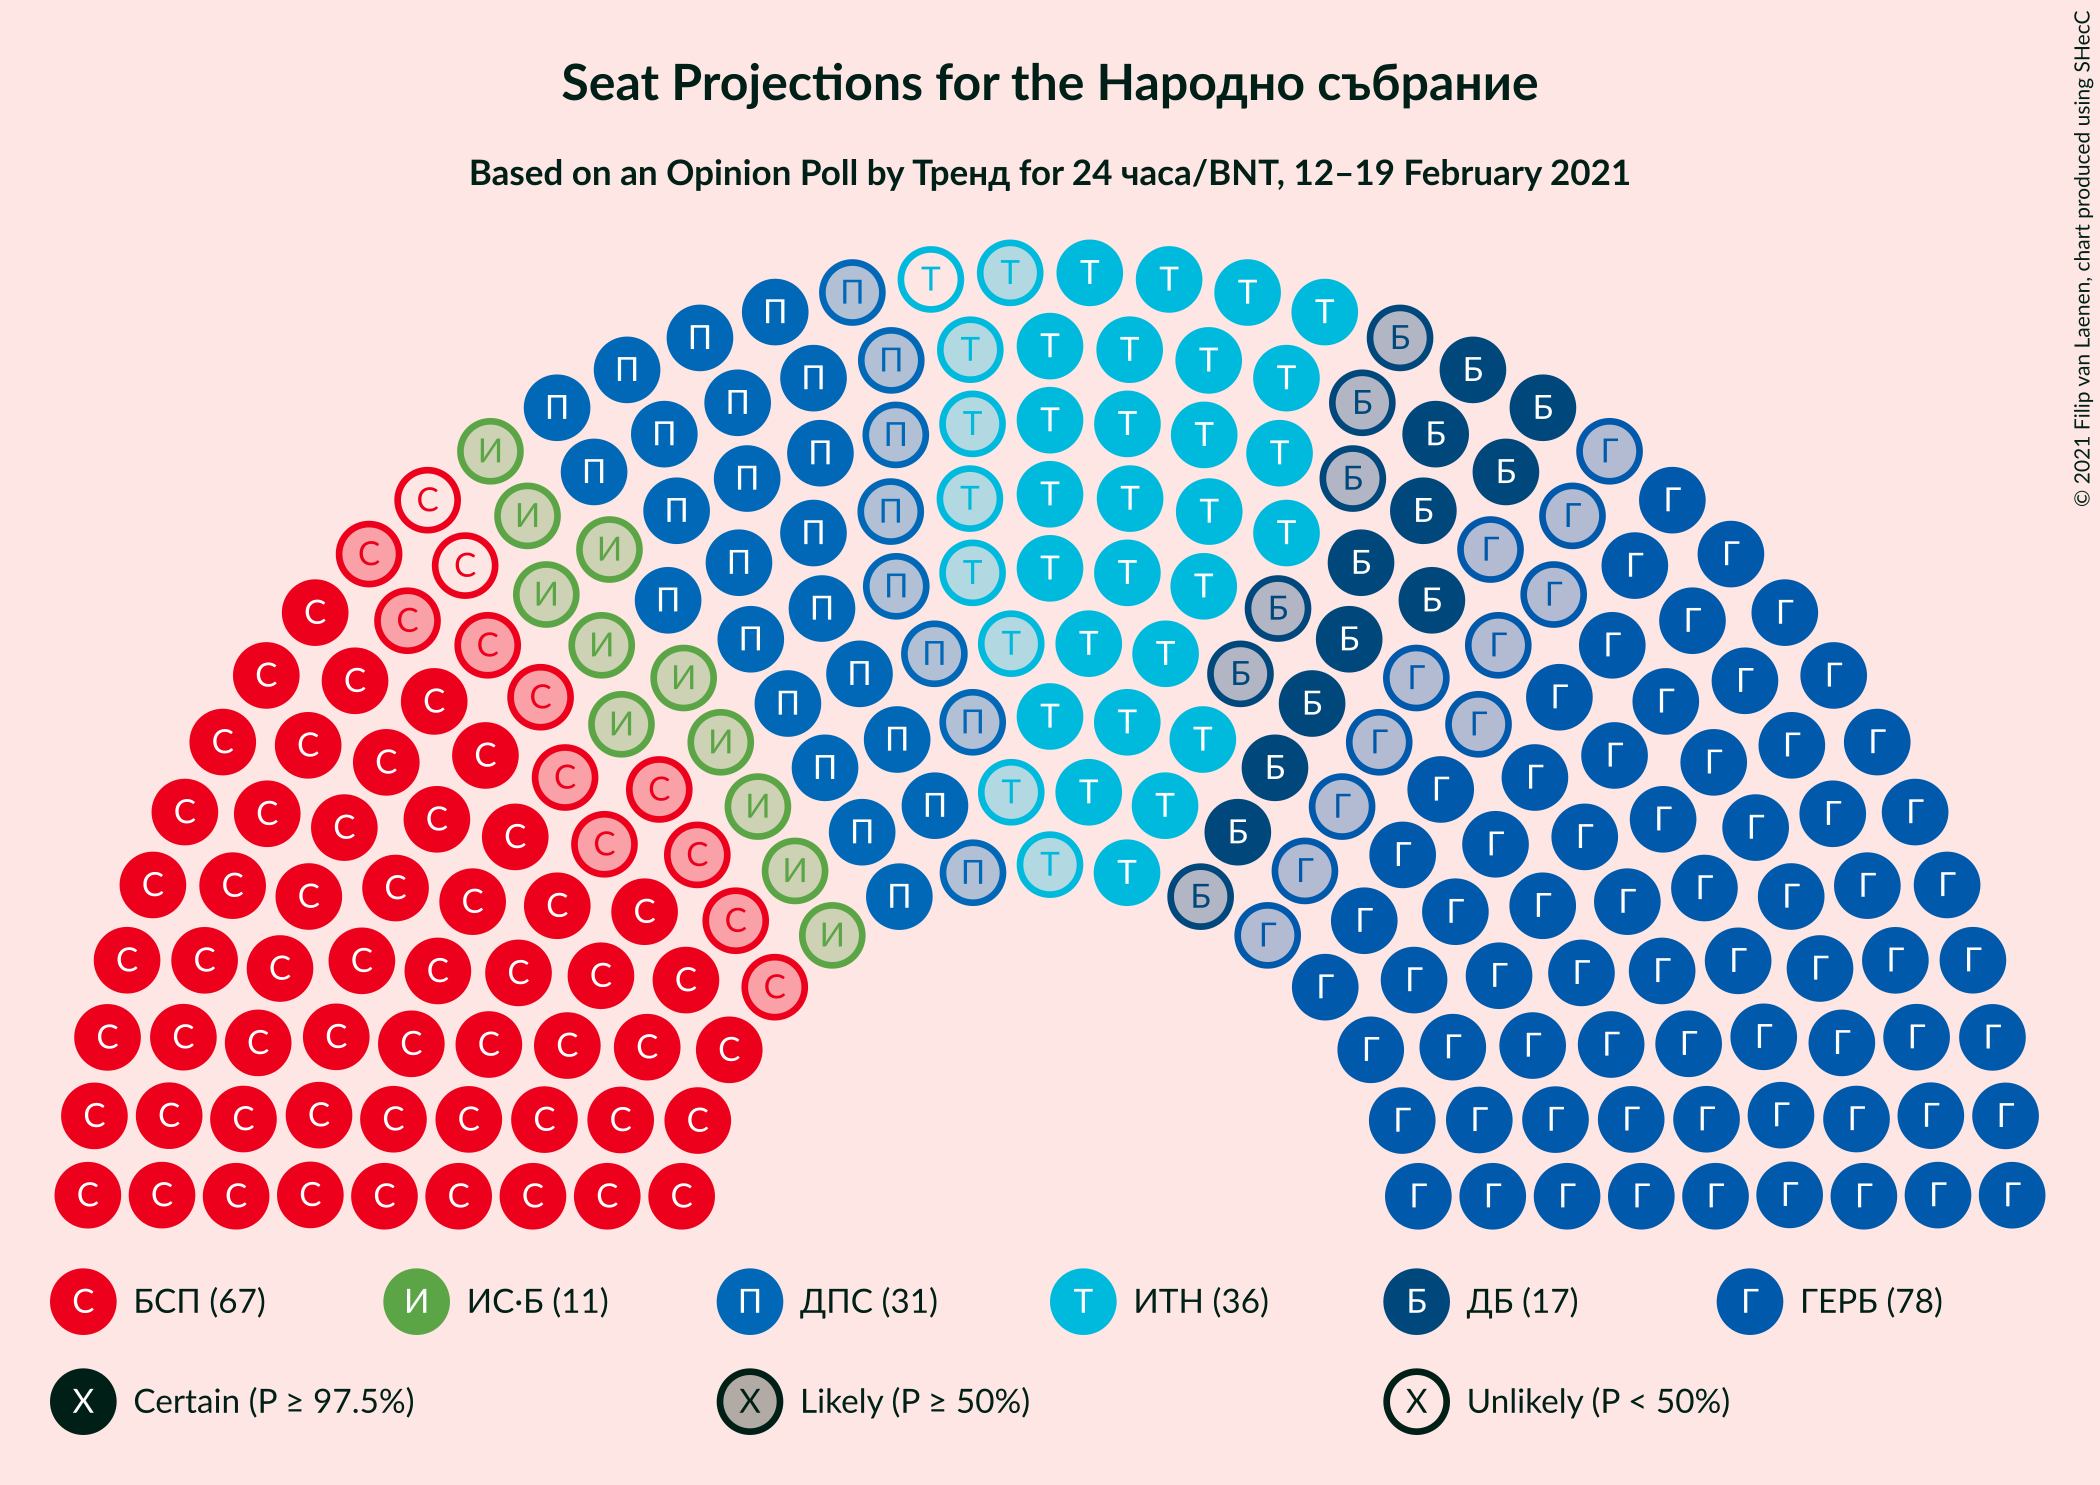 Seat Projections for the Народно събрание
Based on an Opinion Poll by Тренд for 24 часа/BNT, 12–19 February 2021
© 2021 Filip van Laenen, chart produced using SHecC
С БСП (67) И ИС·Б (11) П ДПС (31) Т ИТН (36) Б ДБ (17) Г ГЕРБ (78)
X Certain (P ≥ 97.5%) X Likely (P ≥ 50%) X Unlikely (P < 50%)